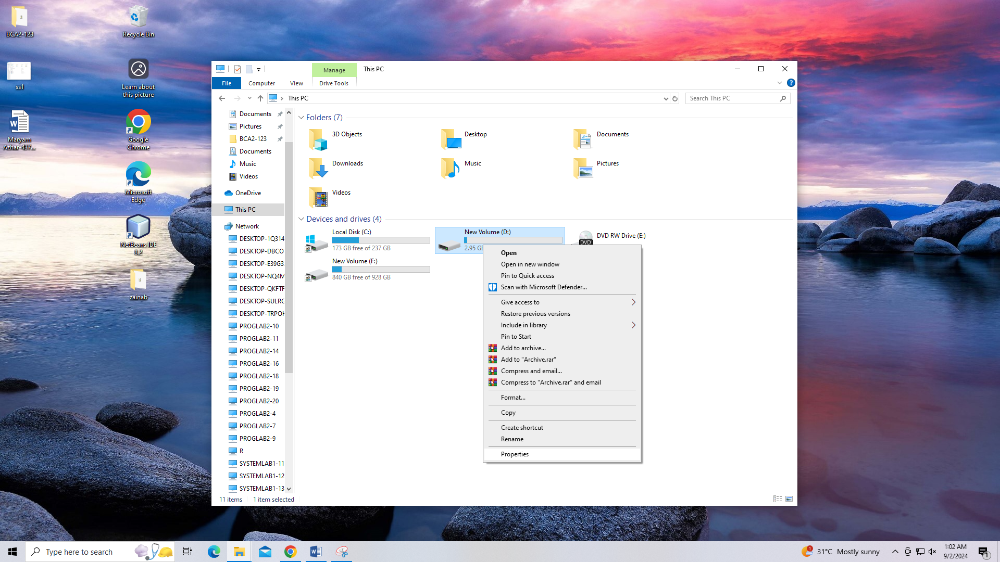 BCA2-123
Recycle Bin
ss1
Learn about
this picture
Maryam
Azhar-437...
Google
Chrome
Microsoft
Edge
NetBeans IDE
8.2
zainab
Manage
This PC
File
Computer
View
Drive Tools
This PC
Search This PC
Documents
Pictures
BCA2-123
Documents
Music
Videos
OneDrive
This PC
Network
DESKTOP-1Q314
DESKTOP-DBCO
DESKTOP-E39G3
DESKTOP-NQ4M
DESKTOP-QKFTF
DESKTOP-SULRG
DESKTOP-TRPOH
PROGLAB2-10
PROGLAB2-11
PROGLAB2-14
PROGLAB2-16
PROGLAB2-18
PROGLAB2-19
PROGLAB2-20
PROGLAB2-4
PROGLAB2-7
PROGLAB2-9
R
SYSTEMLAB1-11
SYSTEMLAB1-12
SYSTEMLAB1-13
Folders (7)
3D Objects
Desktop
Documents
Downloads
Music
Pictures
Videos
Devices and drives (4)
Local Disk (C:)
173 GB free of 237 GB
New Volume (D:)
2.95 GB
DVD RW Drive (E:)
DVD
New Volume (F:)
840 GB free of 928 GB
Open
Open in new window
Pin to Quick access
Scan with Microsoft Defender...
Give access to
Restore previous versions
Include in library
Pin to Start
Add to archive...
Add to "Archive.rar"
Compress and email...
Compress to "Archive.rar" and email
Format...
Copy
Create shortcut
Rename
Properties
11 items
1 item selected
Type here to search
31°C Mostly sunny
1:02 AM
9/2/2024